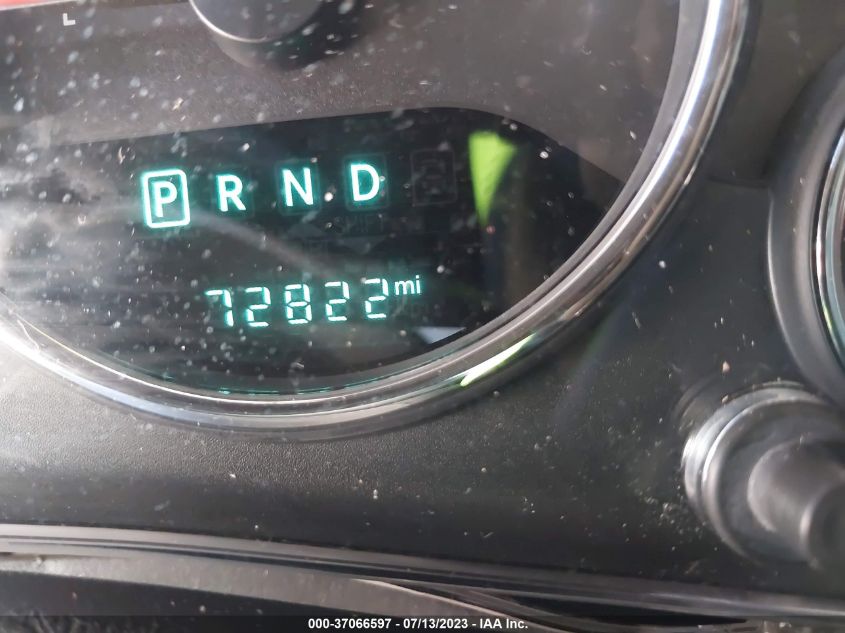 P R N D
72822 mi
000-37066597 - /07/13/2023 - IAA Inc.